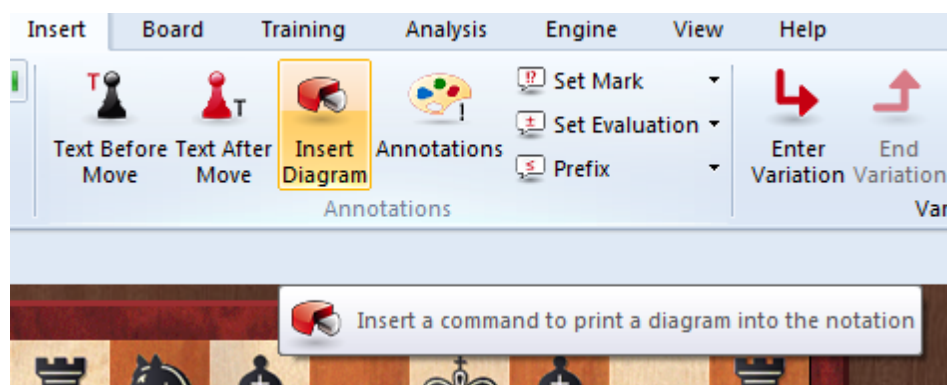 Insert Board Training Analysis Engine View Help
T T
Text Before Move
Text After Move
Insert Diagram
Annotations
!? Set Mark
± Set Evaluation
≤ Prefix
Enter Variation
End Variation
Annotations
Var
Insert a command to print a diagram into the notation